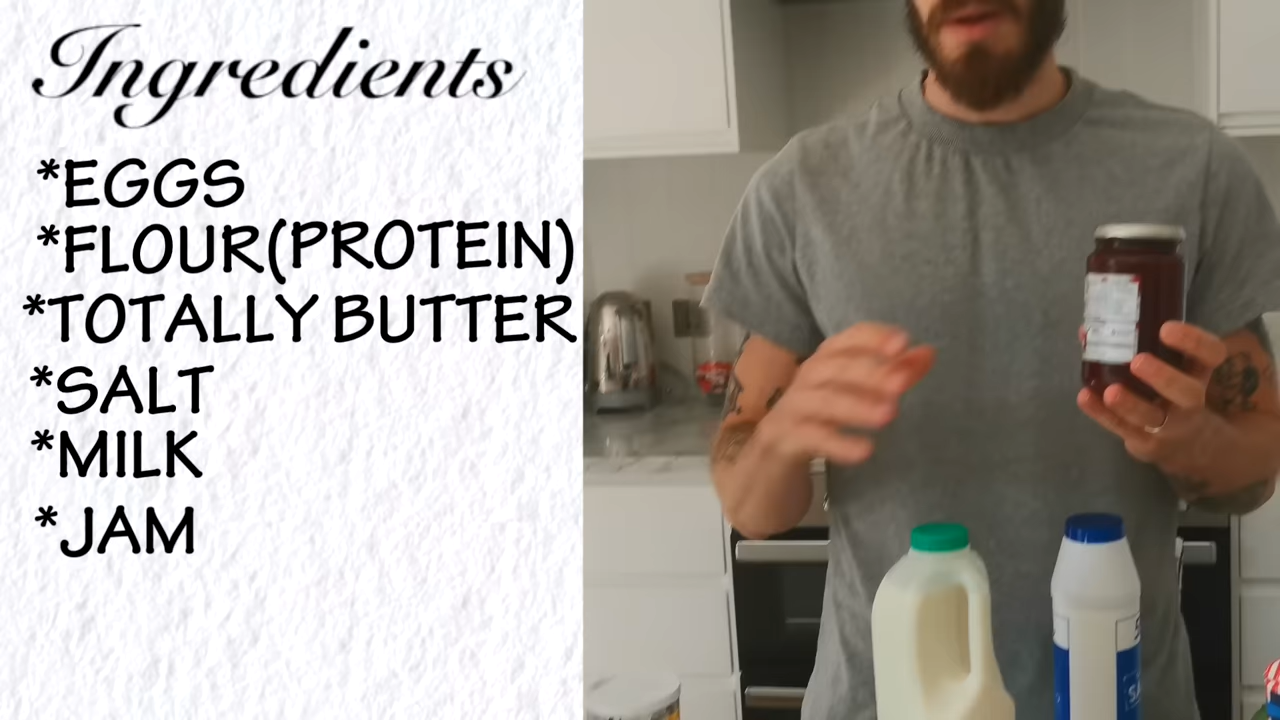 Ingredients
*EGGS
*FLOUR(PROTEIN)
*TOTALLY BUTTER
*SALT
*MILK
*JAM